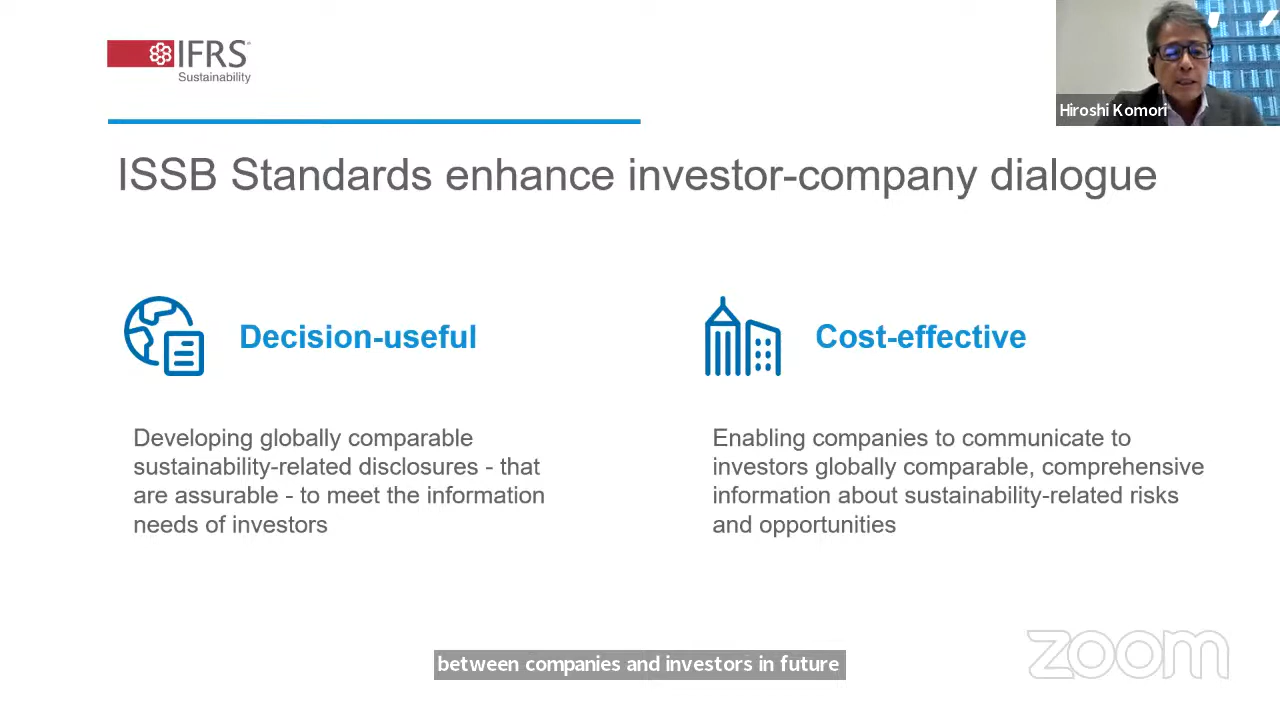 IFRS
Sustainability
Hiroshi Komori
ISSB Standards enhance investor-company dialogue
Decision-useful
Developing globally comparable
sustainability-related disclosures - that
are assurable - to meet the information
needs of investors
Cost-effective
Enabling companies to communicate to
investors globally comparable, comprehensive
information about sustainability-related risks
and opportunities
between companies and investors in future
zoom